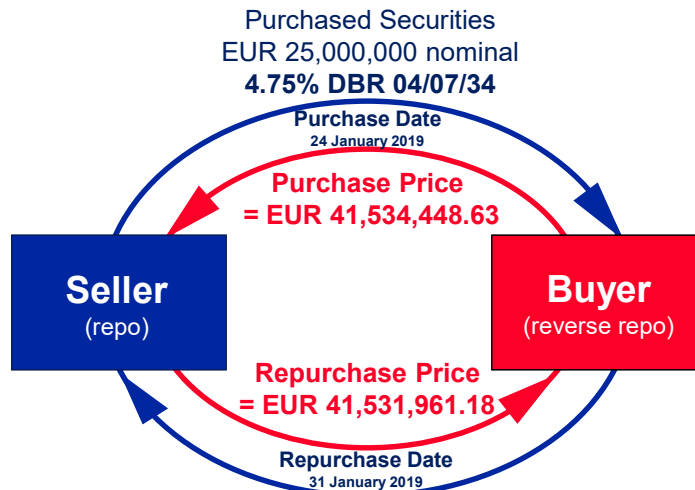 Purchased Securities
EUR 25,000,000 nominal
4.75% DBR 04/07/34
Purchase Date
24 January 2019
Purchase Price
= EUR 41,534,448.63
Seller
(repo)
Buyer
(reverse repo)
Repurchase Price
= EUR 41,531,961.18
Repurchase Date
31 January 2019